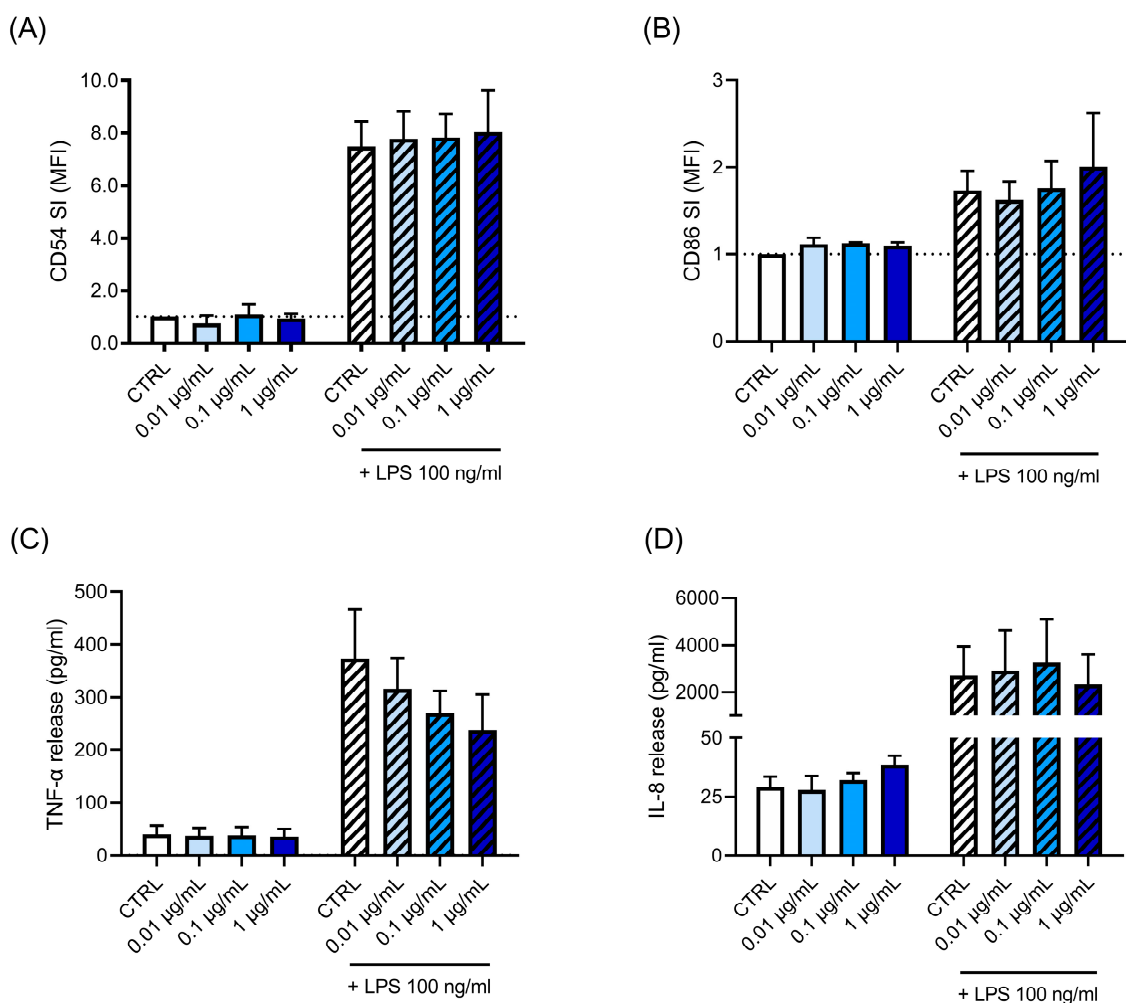 (A)
CD54 SI (MFI)
10.0
8.0
6.0
4.0
2.0
0.0
CTRL
0.01 µg/mL
0.1 µg/mL
1 µg/mL
CTRL
0.01 µg/mL
0.1 µg/mL
1 µg/mL
+ LPS 100 ng/ml
(B)
CD86 SI (MFI)
3
2
1
0
CTRL
0.01 µg/mL
0.1 µg/mL
1 µg/mL
CTRL
0.01 µg/mL
0.1 µg/mL
1 µg/mL
+ LPS 100 ng/ml
(C)
TNF-α release (pg/ml)
500
400
300
200
100
0
CTRL
0.01 µg/mL
0.1 µg/mL
1 µg/mL
CTRL
0.01 µg/mL
0.1 µg/mL
1 µg/mL
+ LPS 100 ng/ml
(D)
IL-8 release (pg/ml)
6000
4000
2000
50
25
0
CTRL
0.01 µg/mL
0.1 µg/mL
1 µg/mL
CTRL
0.01 µg/mL
0.1 µg/mL
1 µg/mL
+ LPS 100 ng/ml